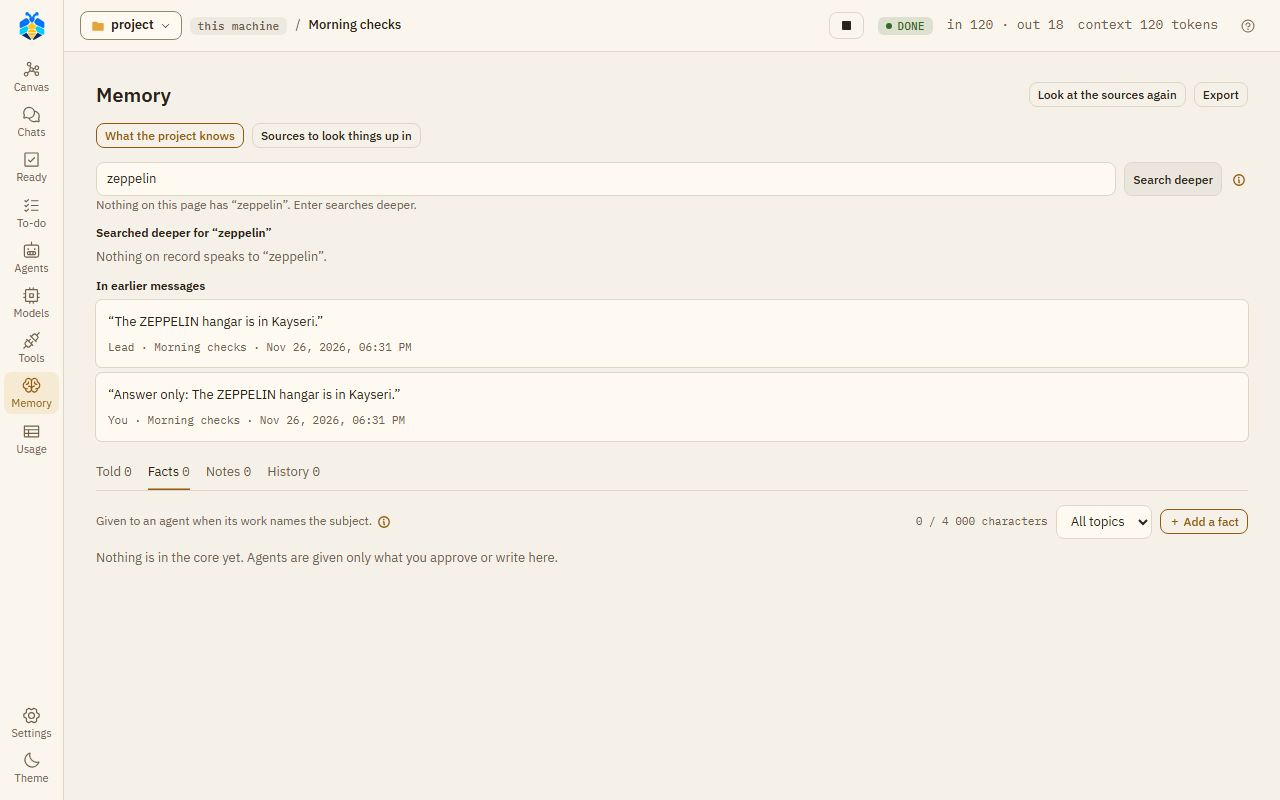 project
this machine / Morning checks
DONE
in 120 · out 18 context 120 tokens
Canvas
Chats
Ready
To-do
Agents
Models
Tools
Memory
Usage
Settings
Theme
Memory
Look at the sources again
Export
What the project knows
Sources to look things up in
zeppelin
Search deeper
Nothing on this page has “zeppelin”. Enter searches deeper.
Searched deeper for “zeppelin”
Nothing on record speaks to “zeppelin”.
In earlier messages
“The ZEPPELIN hangar is in Kayseri.”
Lead · Morning checks · Nov 26, 2026, 06:31 PM
“Answer only: The ZEPPELIN hangar is in Kayseri.”
You · Morning checks · Nov 26, 2026, 06:31 PM
Told 0 Facts 0 Notes 0 History 0
Given to an agent when its work names the subject.
0 / 4 000 characters
All topics
+ Add a fact
Nothing is in the core yet. Agents are given only what you approve or write here.